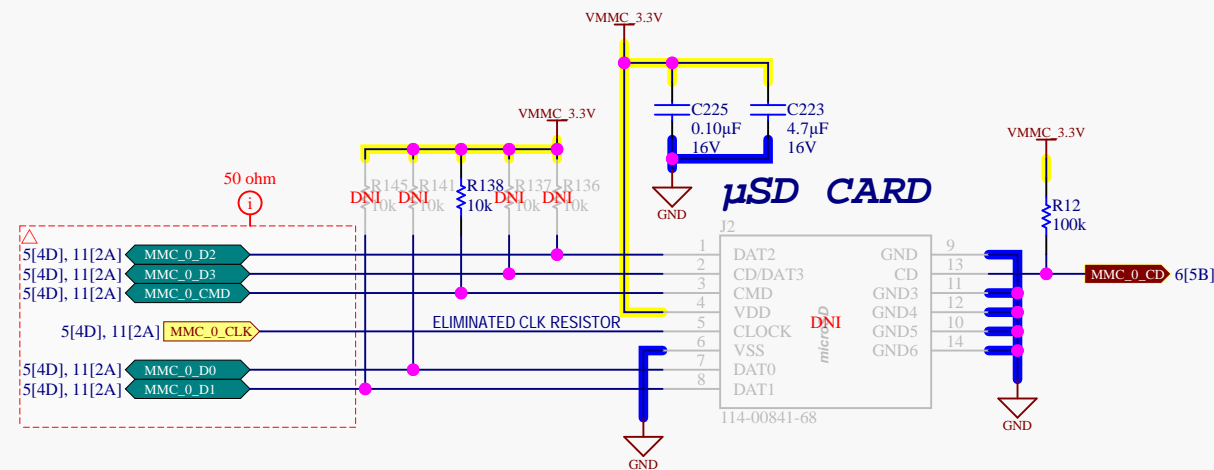 VMMC_3.3V
C225
0.10µF
16V
C223
4.7µF
16V
GND
VMMC_3.3V
R145
10k
DNI
R141
10k
DNI
R138
10k
R137
10k
DNI
R136
10k
DNI
50 ohm
i
µSD CARD
VMMC_3.3V
R12
100k
J2
5[4D], 11[2A] MMC_0_D2 1 DAT2
5[4D], 11[2A] MMC_0_D3 2 CD/DAT3
5[4D], 11[2A] MMC_0_CMD 3 CMD
4 VDD
5[4D], 11[2A] MMC_0_CLK ELIMINATED CLK RESISTOR 5 CLOCK
6 VSS
5[4D], 11[2A] MMC_0_D0 7 DAT0
5[4D], 11[2A] MMC_0_D1 8 DAT1
DNI
GND 9
CD 13 MMC_0_CD 6[5B]
GND3 11
GND4 12
GND5 10
GND6 14
114-00841-68
GND
GND